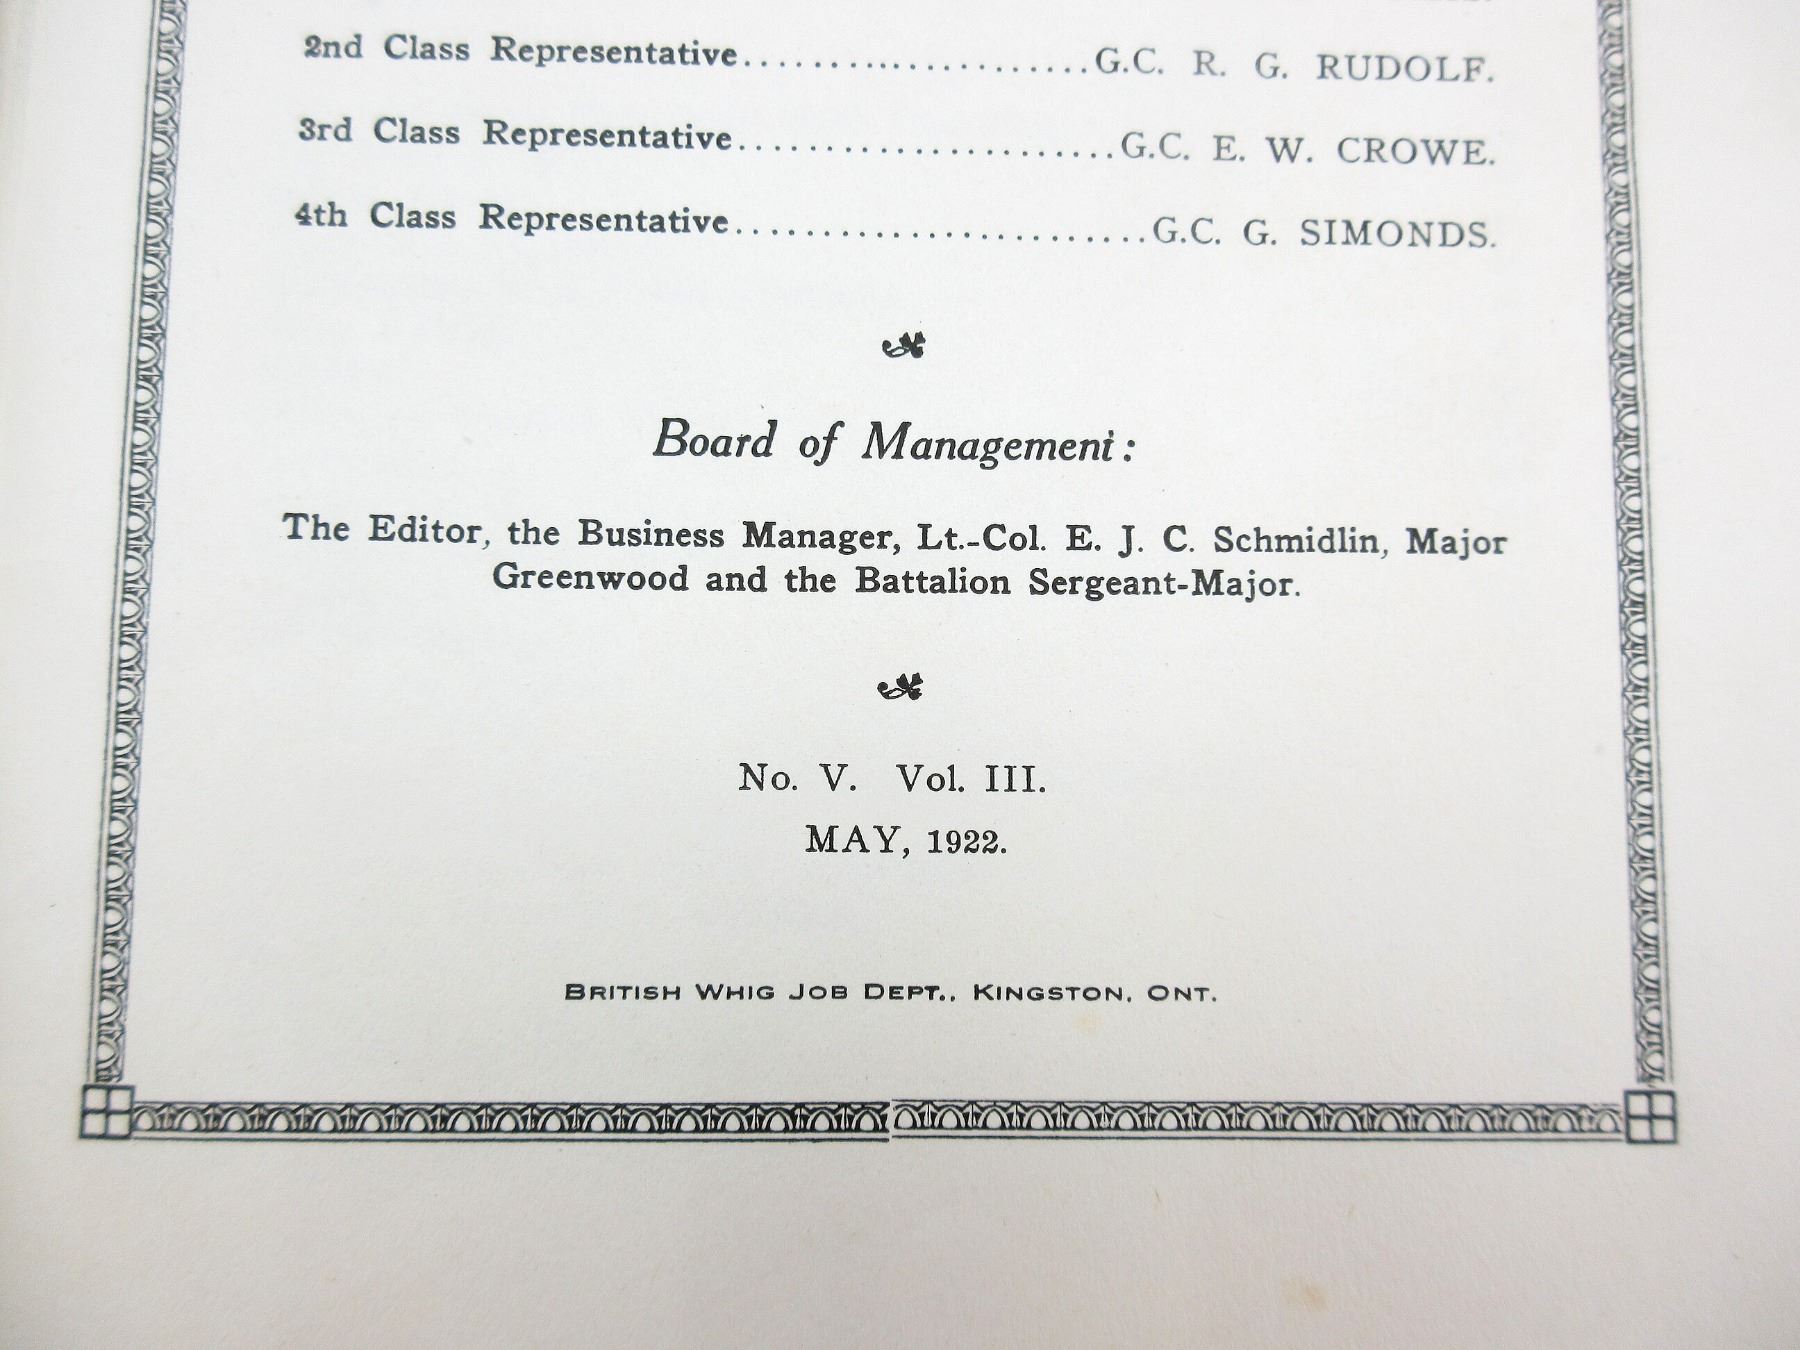 2nd Class Representative........................G.C. R. G. RUDOLF.
3rd Class Representative......................G.C. E. W. CROWE.
4th Class Representative........................G.C. G. SIMONDS.
Board of Management:
The Editor, the Business Manager, Lt.-Col. E. J. C. Schmidlin, Major
Greenwood and the Battalion Sergeant-Major.
No. V. Vol. III.
MAY, 1922.
BRITISH WHIG JOB DEPT., KINGSTON, ONT.